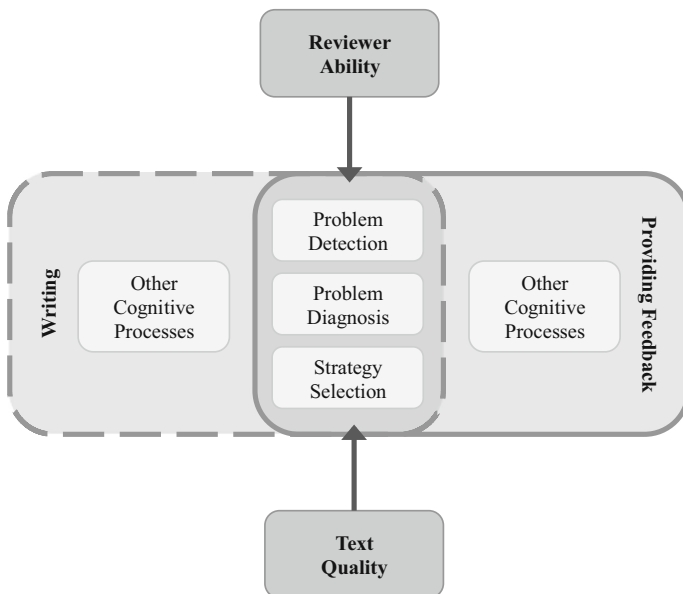 Reviewer
Ability
Problem
Detection
Writing
Other
Cognitive
Processes
Problem
Diagnosis
Other
Cognitive
Processes
Providing Feedback
Strategy
Selection
Text
Quality